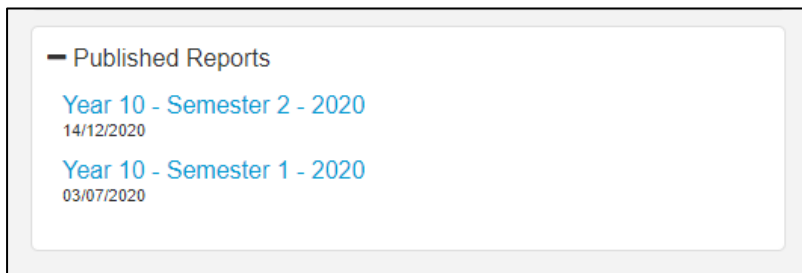 Published Reports
Year 10 - Semester 2 - 2020
14/12/2020
Year 10 - Semester 1 - 2020
03/07/2020